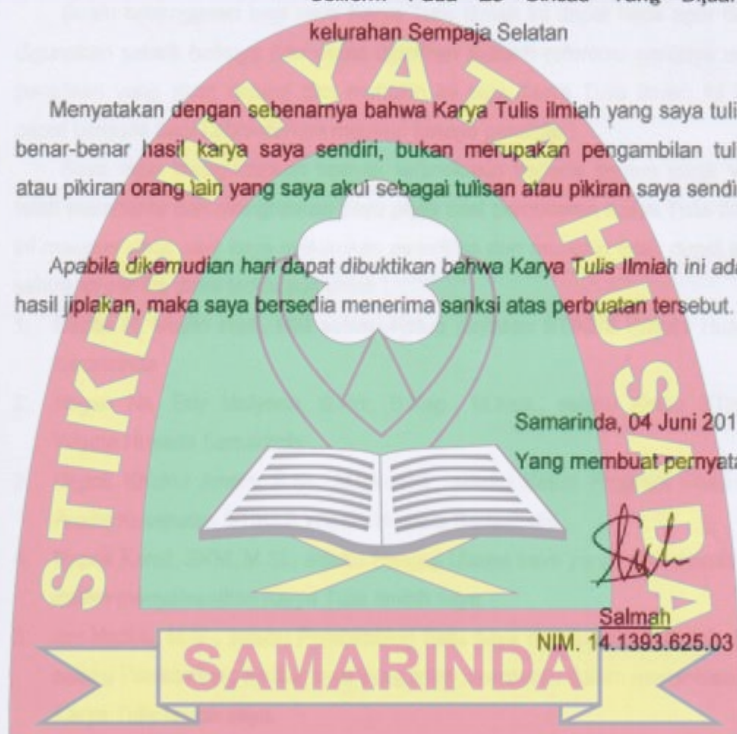 kelurahan Sempaja Selatan
Menyatakan dengan sebenarnya bahwa Karya Tulis ilmiah yang saya tuli
benar-benar hasil karya saya sendiri, bukan merupakan pengambilan tuli
atau pikiran orang lain yang saya akui sebagai tulisan atau pikiran saya sendi
Apabila dikemudian hari dapat dibuktikan bahwa Karya Tulis Ilmiah ini ada
hasil jiplakan, maka saya bersedia menerima sanksi atas perbuatan tersebut.
Samarinda, 04 Juni 201
Yang membuat pernyata
Salmah
NIM. 14.1393.625.03
STIKES WIYATA HUSADA
SAMARINDA